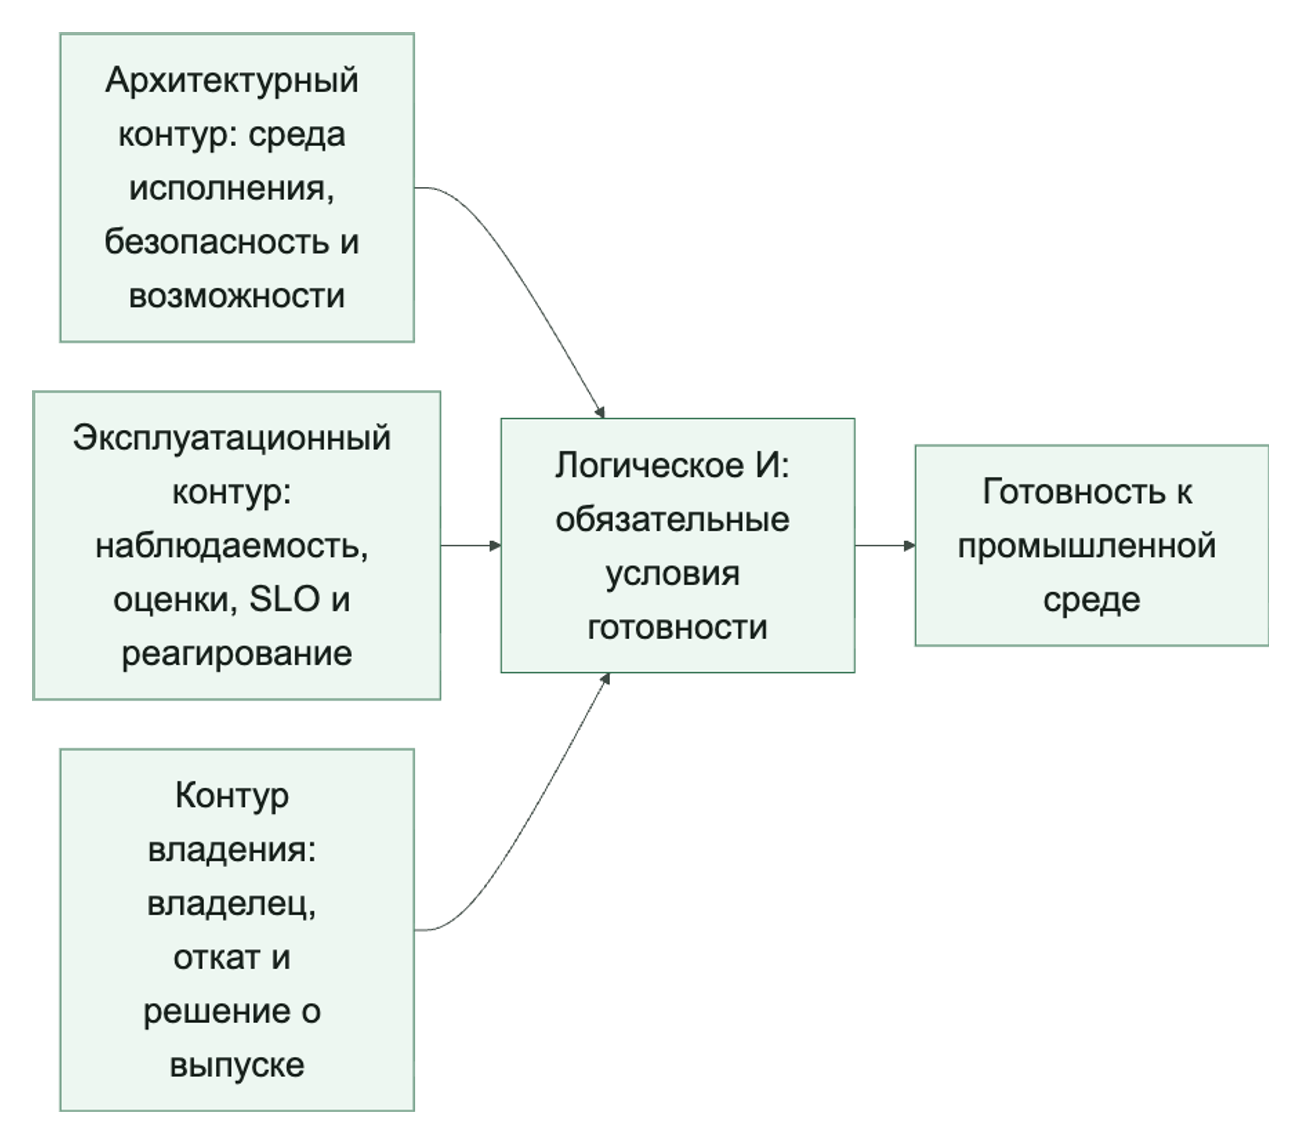 Архитектурный
контур: среда
исполнения,
безопасность и
возможности
Эксплуатационный
контур:
наблюдаемость,
оценки, SLO и
реагирование
Контур
владения:
владелец,
откат и
решение о
выпуске
Логическое И:
обязательные
условия
готовности
Готовность к
промышленной
среде